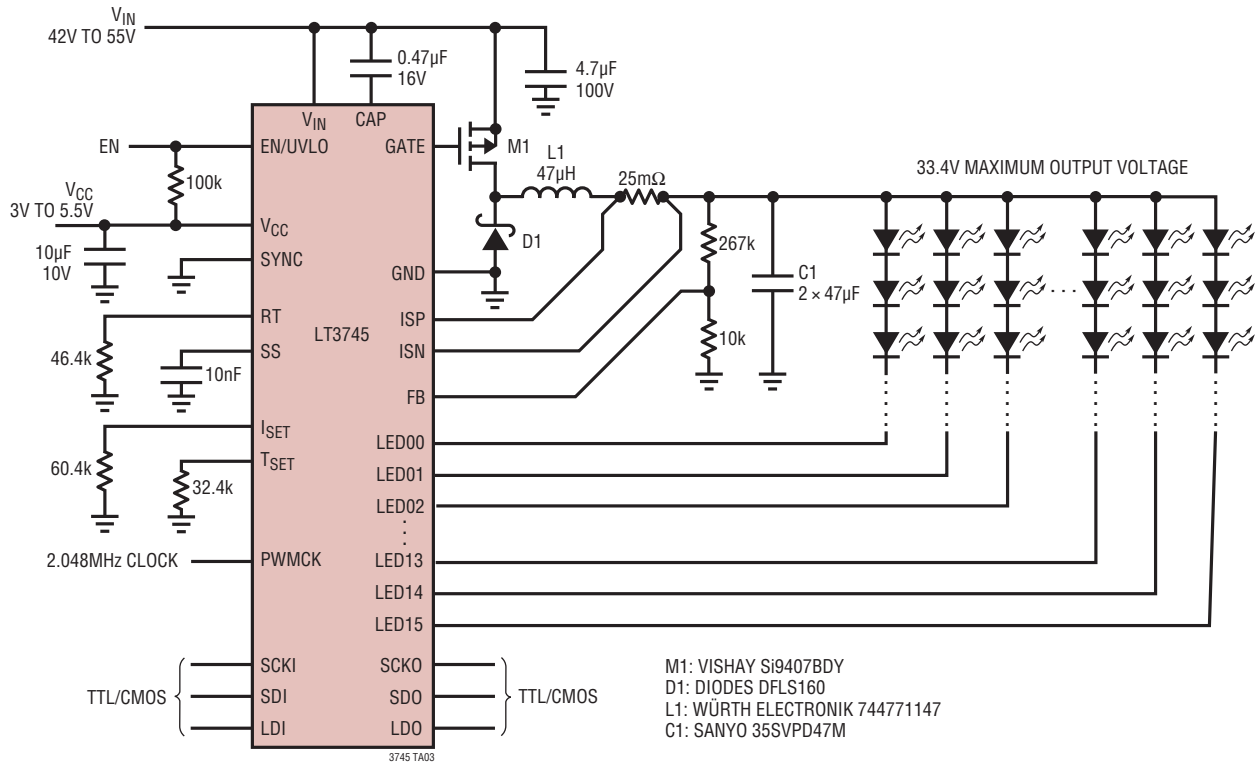 VIN
42V TO 55V
0.47µF
16V
4.7µF
100V
VIN
CAP
EN
EN/UVLO
GATE
M1
100k
VCC
3V TO 5.5V
VCC
L1
47µH
25mΩ
33.4V MAXIMUM OUTPUT VOLTAGE
10µF
10V
SYNC
D1
GND
267k
C1
2 × 47µF
RT
LT3745
ISP
46.4k
SS
10nF
ISN
10k
FB
ISET
LED00
60.4k
TSET
32.4k
LED01
LED02
2.048MHz CLOCK
PWMCK
LED13
LED14
LED15
TTL/CMOS
SCKI
SDI
LDI
SCKO
SDO
LDO
TTL/CMOS
M1: VISHAY Si9407BDY
D1: DIODES DFLS160
L1: WÜRTH ELECTRONIK 744771147
C1: SANYO 35SVPD47M
3745 TA03